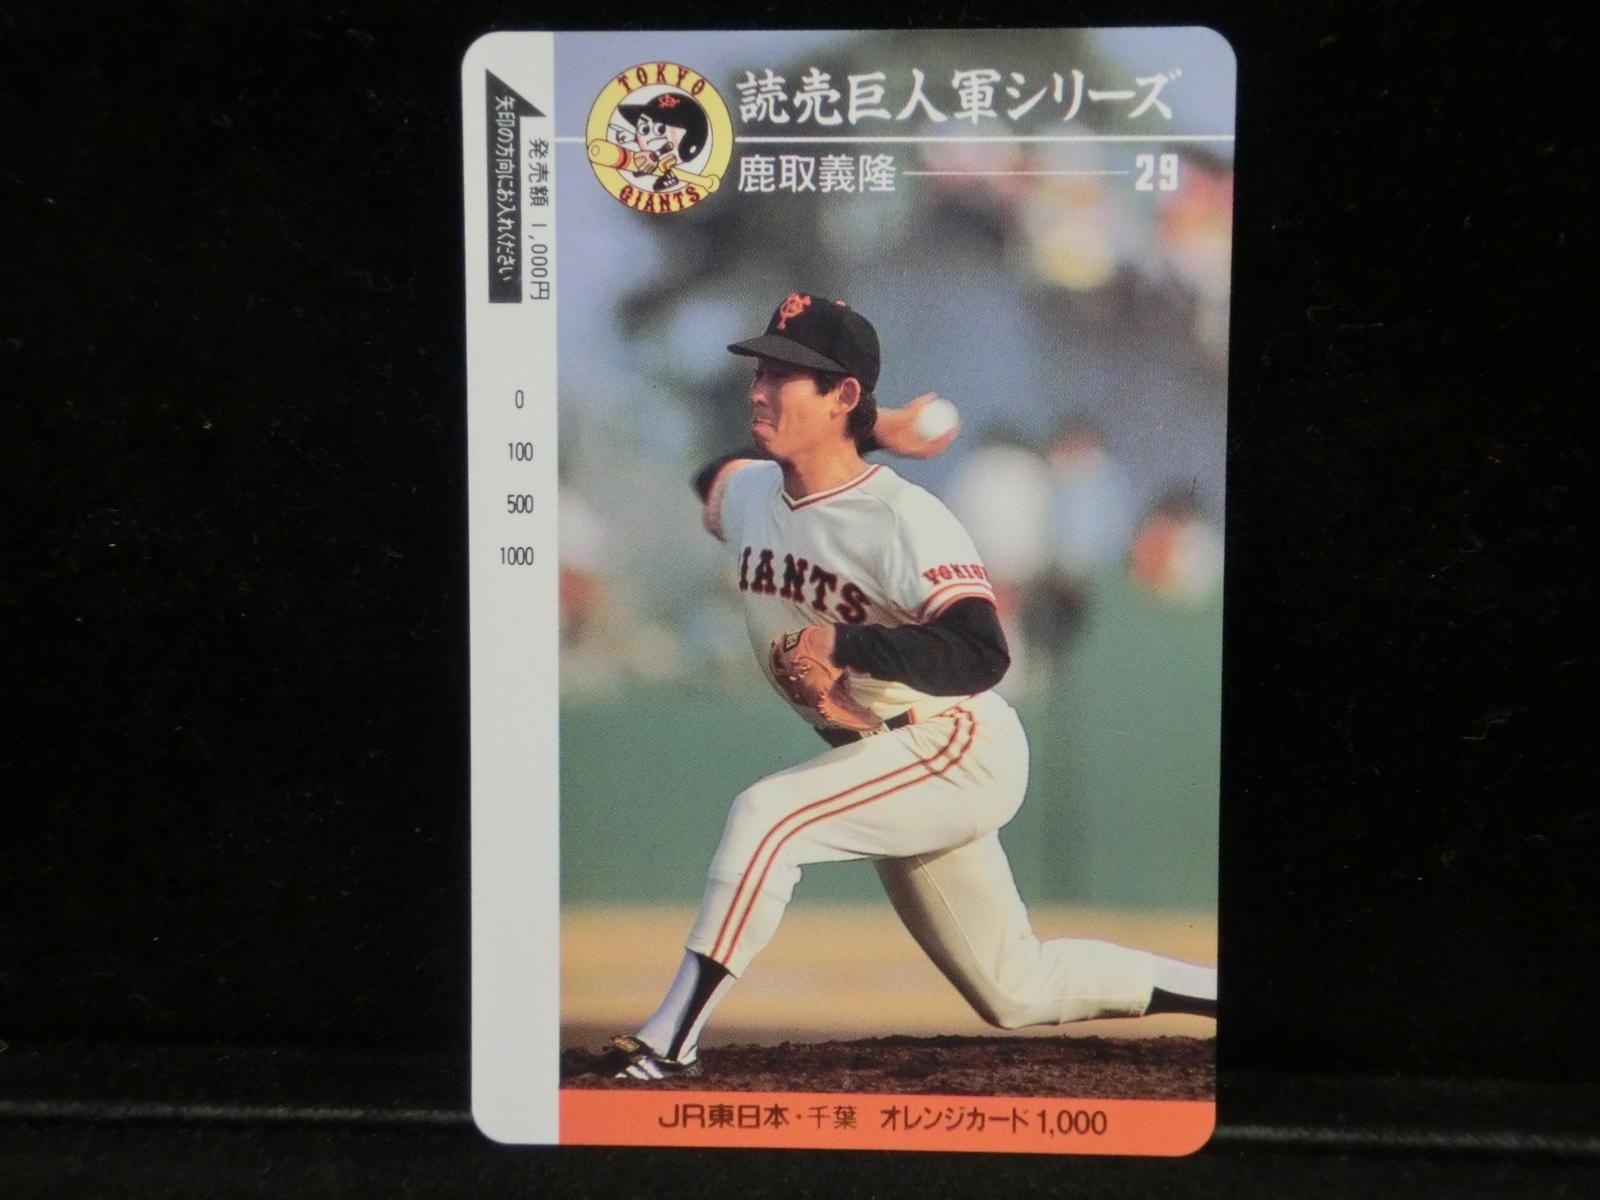 TOKYO
GIANTS
読売巨人軍シリーズ
鹿取義隆 29
矢印の方向にお入れください
発売額 1,000円
0
100
500
1000
IANTS
YOMIU
JR東日本・千葉 オレンジカード1,000